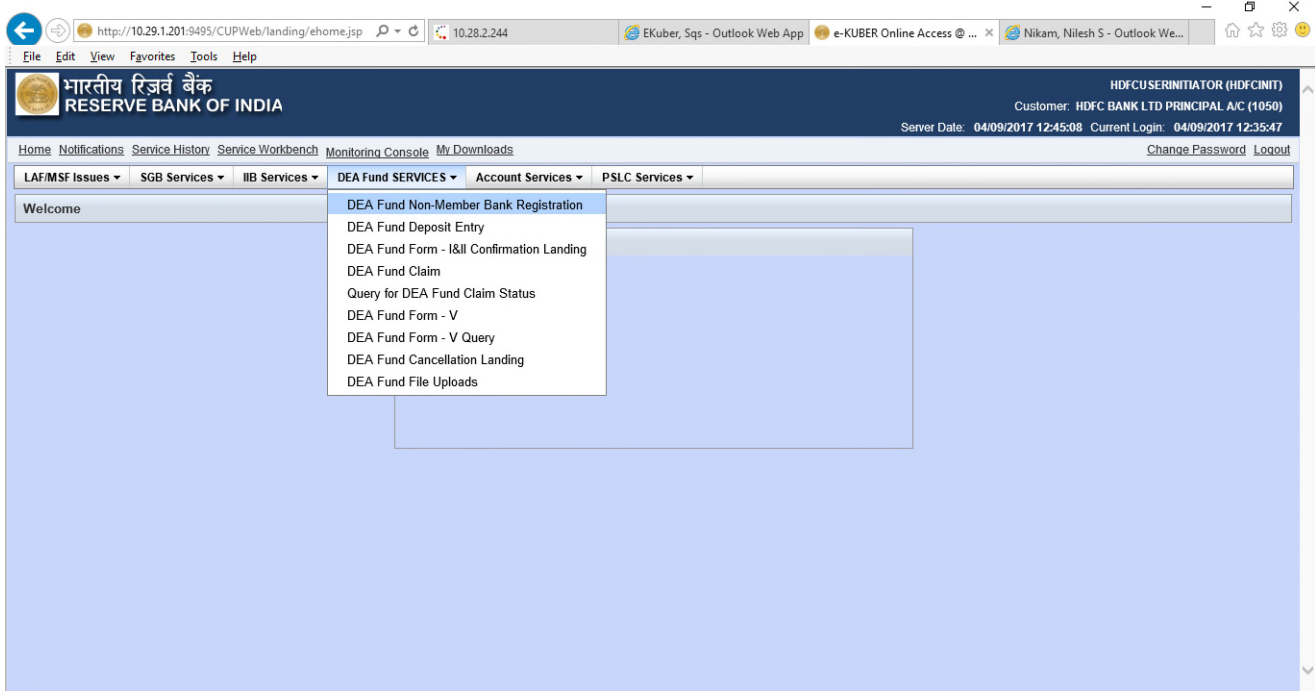 http://10.29.1.201:9495/CUPWeb/landing/ehome.jsp
10.28.2.244
EKuber, Sqs - Outlook Web App
e-KUBER Online Access @ ...
Nikam, Nilesh S - Outlook We...
File Edit View Favorites Tools Help
भारतीय रिज़र्व बैंक
RESERVE BANK OF INDIA
HDFCUSERINITIATOR (HDFCINIT)
Customer: HDFC BANK LTD PRINCIPAL A/C (1050)
Server Date: 04/09/2017 12:45:08 Current Login: 04/09/2017 12:35:47
Home Notifications Service History Service Workbench Monitoring Console My Downloads Change Password Logout
LAF/MSF Issues SGB Services IIB Services DEA Fund SERVICES Account Services PSLC Services
Welcome
DEA Fund Non-Member Bank Registration
DEA Fund Deposit Entry
DEA Fund Form - I&II Confirmation Landing
DEA Fund Claim
Query for DEA Fund Claim Status
DEA Fund Form - V
DEA Fund Form - V Query
DEA Fund Cancellation Landing
DEA Fund File Uploads